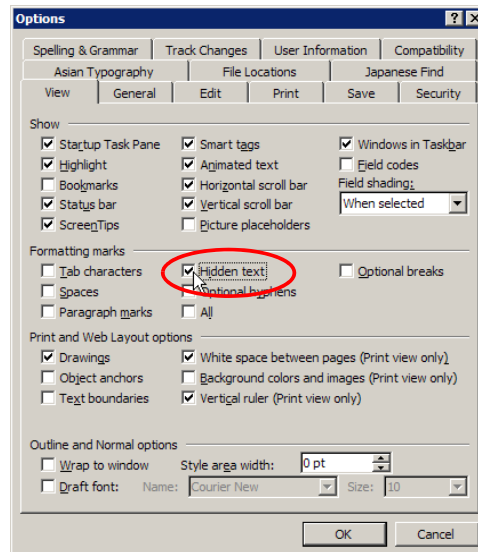 Options
Spelling & Grammar Track Changes User Information Compatibility
Asian Typography File Locations Japanese Find
View General Edit Print Save Security
Show
Startup Task Pane Smart tags Windows in Taskbar
Highlight Animated text Field codes
Bookmarks Horizontal scroll bar Field shading:
Status bar Vertical scroll bar When selected
ScreenTips Picture placeholders
Formatting marks
Tab characters Hidden text Optional breaks
Spaces Optional hyphens
Paragraph marks All
Print and Web Layout options
Drawings White space between pages (Print view only)
Object anchors Background colors and images (Print view only)
Text boundaries Vertical ruler (Print view only)
Outline and Normal options
Wrap to window Style area width: 0 pt
Draft font: Name: Courier New Size: 10
OK Cancel